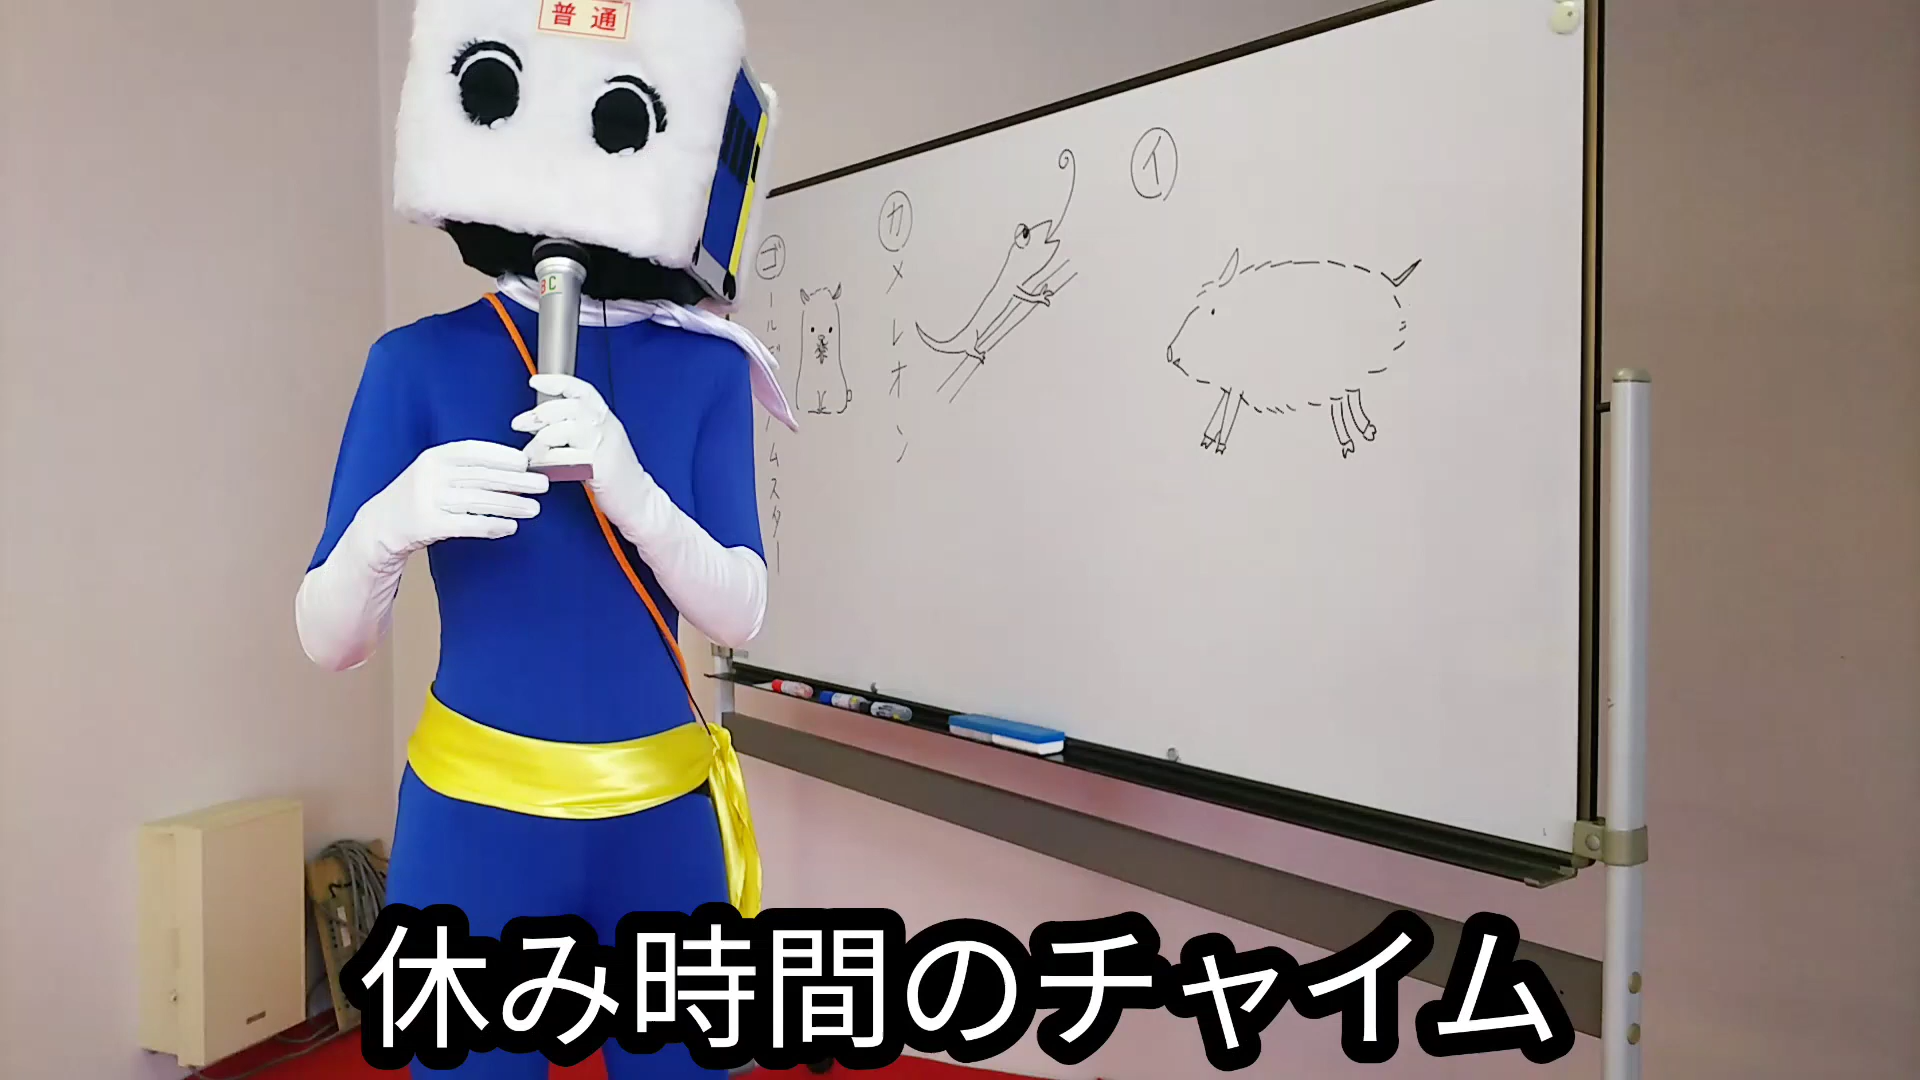 普通
BC
ゴールデンハムスター
カメレオン
イ
休み時間のチャイム